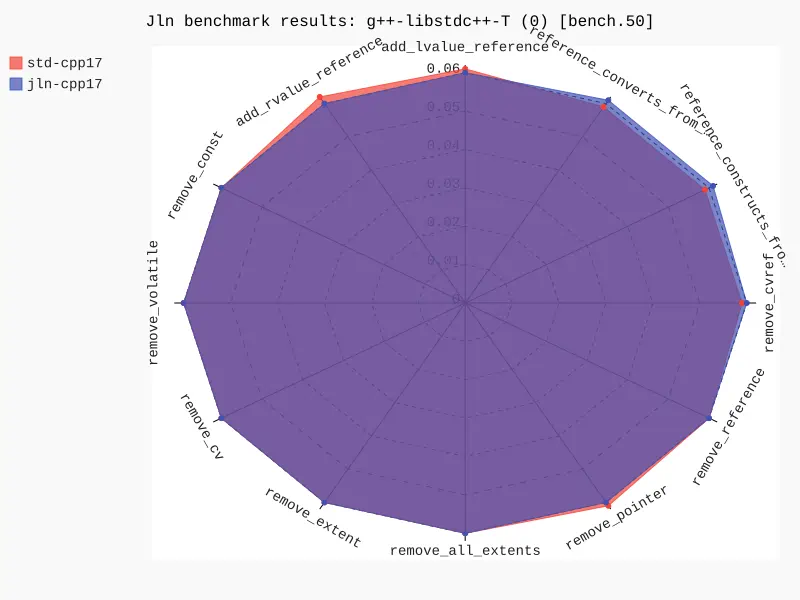 Jln benchmark results: g++-libstdc++-T (0) [bench.50]
std-cpp17
jln-cpp17
add_lvalue_reference
reference_converts_from_…
reference_constructs_fro…
remove_cvref
remove_reference
remove_pointer
remove_all_extents
remove_extent
remove_cv
remove_volatile
remove_const
add_rvalue_reference
0.06
0.05
0.04
0.03
0.02
0.01
0